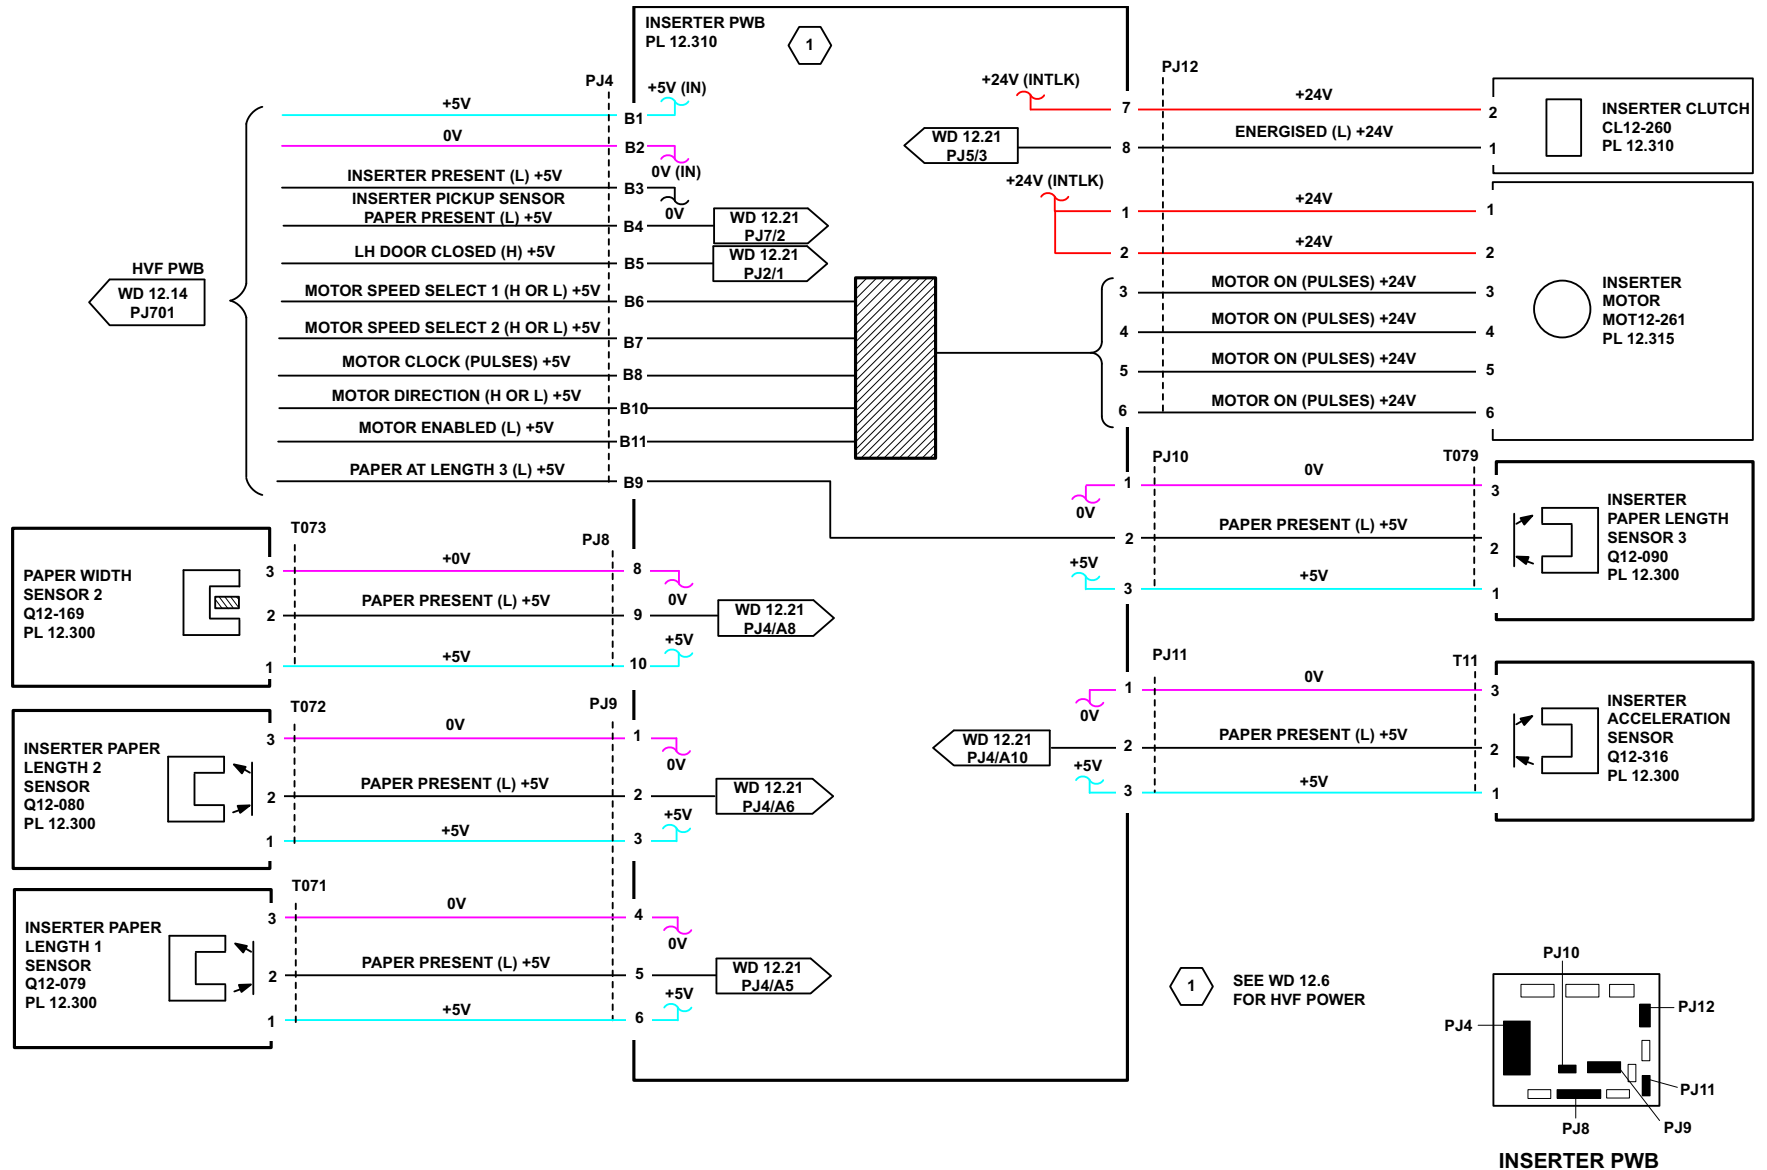 INSERTER PWB
PL 12.310
1
PJ4
+5V
B1
+5V (IN)
0V
B2
0V (IN)
INSERTER PRESENT (L) +5V
B3
0V
INSERTER PICKUP SENSOR
PAPER PRESENT (L) +5V
B4
WD 12.21
PJ7/2
LH DOOR CLOSED (H) +5V
B5
WD 12.21
PJ2/1
HVF PWB
WD 12.14
PJ701
MOTOR SPEED SELECT 1 (H OR L) +5V
B6
MOTOR SPEED SELECT 2 (H OR L) +5V
B7
MOTOR CLOCK (PULSES) +5V
B8
MOTOR DIRECTION (H OR L) +5V
B10
MOTOR ENABLED (L) +5V
B11
PAPER AT LENGTH 3 (L) +5V
B9
PJ12
+24V (INTLK)
7
+24V
2
WD 12.21
PJ5/3
8
ENERGISED (L) +24V
1
INSERTER CLUTCH
CL12-260
PL 12.310
+24V (INTLK)
1
+24V
1
2
+24V
2
3
MOTOR ON (PULSES) +24V
3
4
MOTOR ON (PULSES) +24V
4
5
MOTOR ON (PULSES) +24V
5
6
MOTOR ON (PULSES) +24V
6
INSERTER
MOTOR
MOT12-261
PL 12.315
PJ10
T079
1
0V
3
0V
2
PAPER PRESENT (L) +5V
2
+5V
3
+5V
1
INSERTER
PAPER LENGTH
SENSOR 3
Q12-090
PL 12.300
PJ11
T11
1
0V
3
0V
WD 12.21
PJ4/A10
2
PAPER PRESENT (L) +5V
2
+5V
3
+5V
1
INSERTER
ACCELERATION
SENSOR
Q12-316
PL 12.300
PAPER WIDTH
SENSOR 2
Q12-169
PL 12.300
T073
PJ8
3
+0V
8
0V
2
PAPER PRESENT (L) +5V
9
WD 12.21
PJ4/A8
1
+5V
10
+5V
INSERTER PAPER
LENGTH 2
SENSOR
Q12-080
PL 12.300
T072
PJ9
3
0V
1
0V
2
PAPER PRESENT (L) +5V
2
WD 12.21
PJ4/A6
1
+5V
3
+5V
INSERTER PAPER
LENGTH 1
SENSOR
Q12-079
PL 12.300
T071
3
0V
4
0V
2
PAPER PRESENT (L) +5V
5
WD 12.21
PJ4/A5
1
+5V
6
+5V
1
SEE WD 12.6
FOR HVF POWER
PJ10
PJ12
PJ4
PJ11
PJ9
PJ8
INSERTER PWB